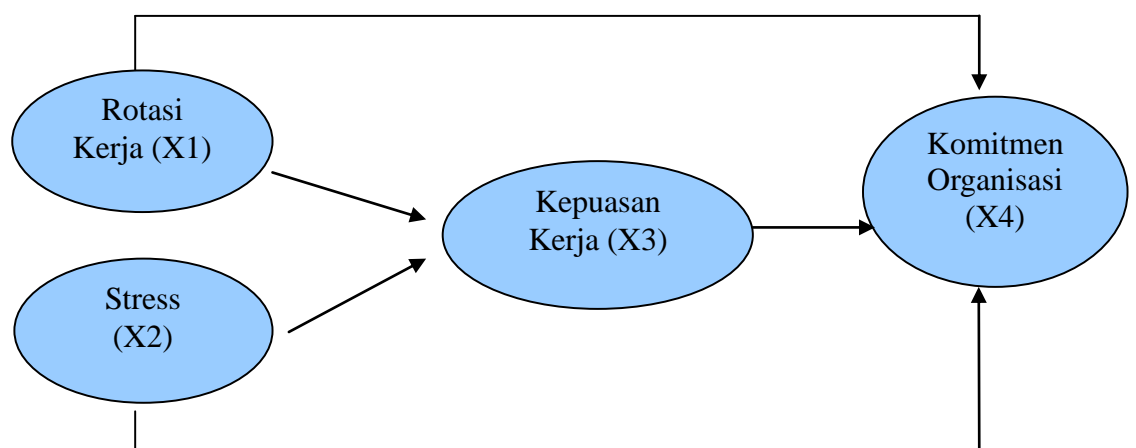 Rotasi
Kerja (X1)
Stress
(X2)
Kepuasan
Kerja (X3)
Komitmen
Organisasi
(X4)